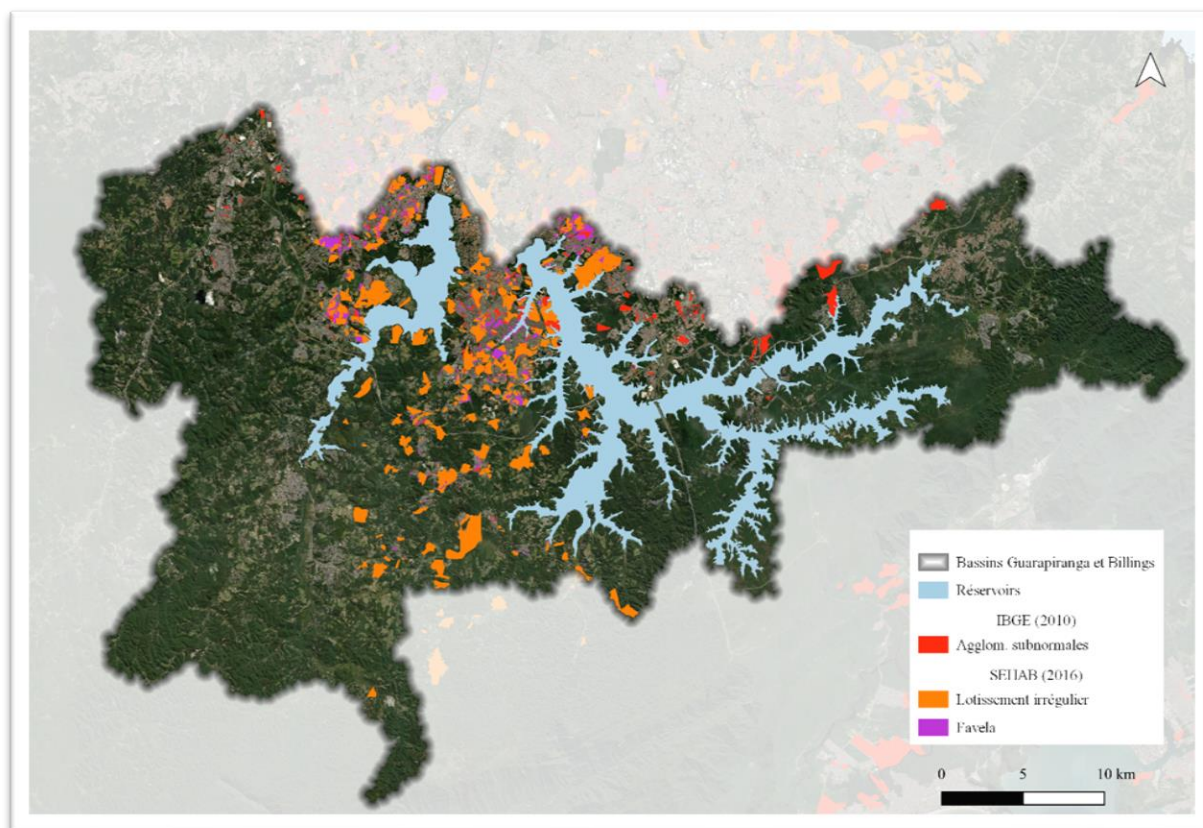 Bassins Guarapiranga et Billings
Réservoirs
IBGE (2010)
Agglom. subnormales
SEHAB (2016)
Lotissement irrégulier
Favela
0 5 10 km